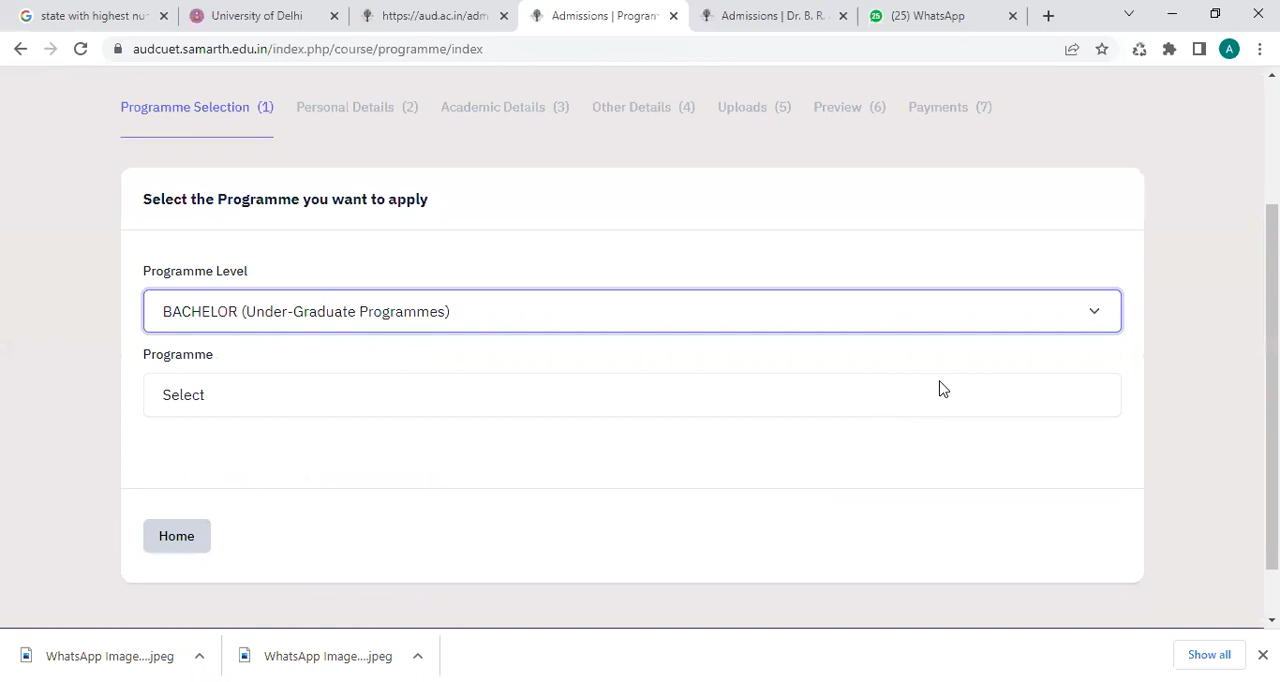 state with highest nu
University of Delhi
https://aud.ac.in/adm
Admissions | Program
Admissions | Dr. B. R. A
(25) WhatsApp
audcuet.samarth.edu.in/index.php/course/programme/index
A
Programme Selection (1)
Personal Details (2)
Academic Details (3)
Other Details (4)
Uploads (5)
Preview (6)
Payments (7)
Select the Programme you want to apply
Programme Level
BACHELOR (Under-Graduate Programmes)
Programme
Select
Home
WhatsApp Image....jpeg
WhatsApp Image....jpeg
Show all